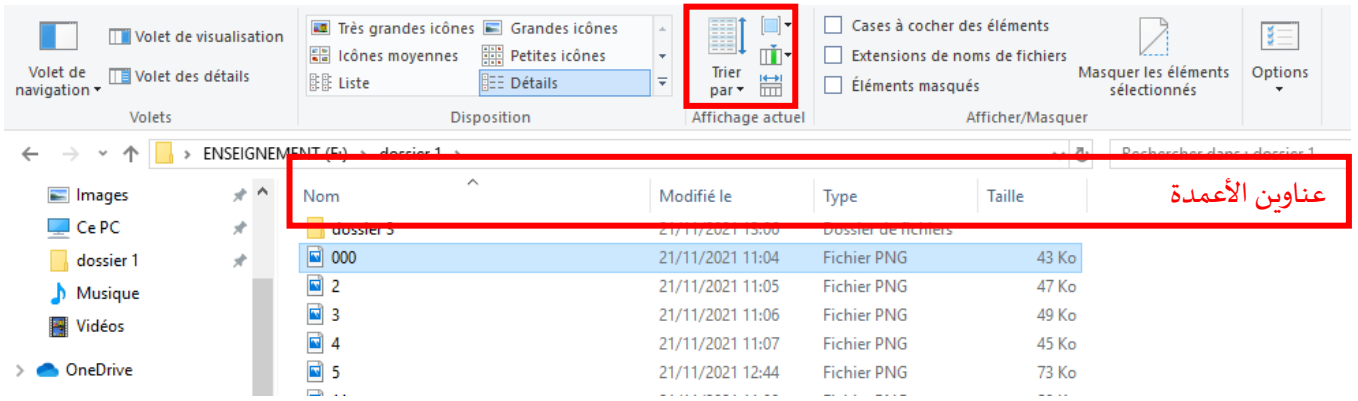 Volet de navigation
Volet de visualisation
Volet des détails
Volets
Très grandes icônes
Grandes icônes
Icônes moyennes
Petites icônes
Liste
Détails
Disposition
Trier par
Affichage actuel
Cases à cocher des éléments
Extensions de noms de fichiers
Éléments masqués
Masquer les éléments sélectionnés
Afficher/Masquer
Options
ENSEIGNEMENT (E:) > dossier 1 >
Rechercher dans : dossier 1
Images
Ce PC
dossier 1
Musique
Vidéos
OneDrive
Nom Modifié le Type Taille
عناوين الأعمدة
dossier 3 21/11/2021 Dossier de fichiers
000 21/11/2021 11:04 Fichier PNG 43 Ko
2 21/11/2021 11:05 Fichier PNG 47 Ko
3 21/11/2021 11:06 Fichier PNG 49 Ko
4 21/11/2021 11:07 Fichier PNG 45 Ko
5 21/11/2021 12:44 Fichier PNG 73 Ko